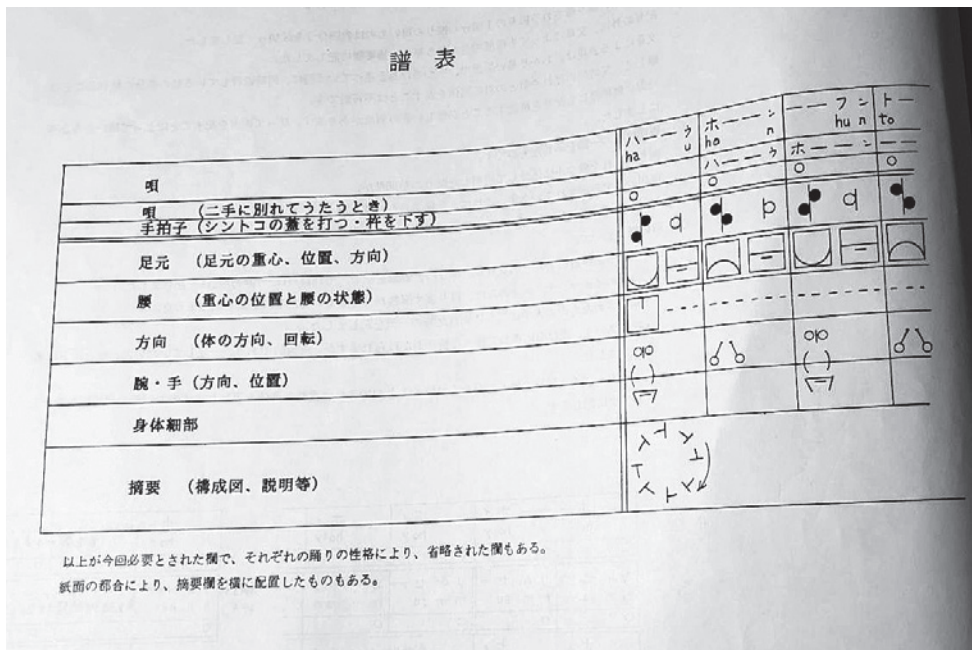 譜 表
ハ ー ー ゥ ホ ー ー ン ー ー フ ン ト ー
ha u ho n hu n to
唄
ハ ー ー ゥ ホ ー ー ン ー ー
唄 (二手に別れてうたうとき)
手拍子 (シントコの蓋を打つ・杵を下す)
足元 (足元の重心、位置、方向)
腰 (重心の位置と腰の状態)
方向 (体の方向、回転)
腕・手 (方向、位置)
身体細部
摘要 (構成図、説明等)
以上が今回必要とされた欄で、それぞれの踊りの性格により、省略された欄もある。
紙面の都合により、摘要欄を横に配置したものもある。